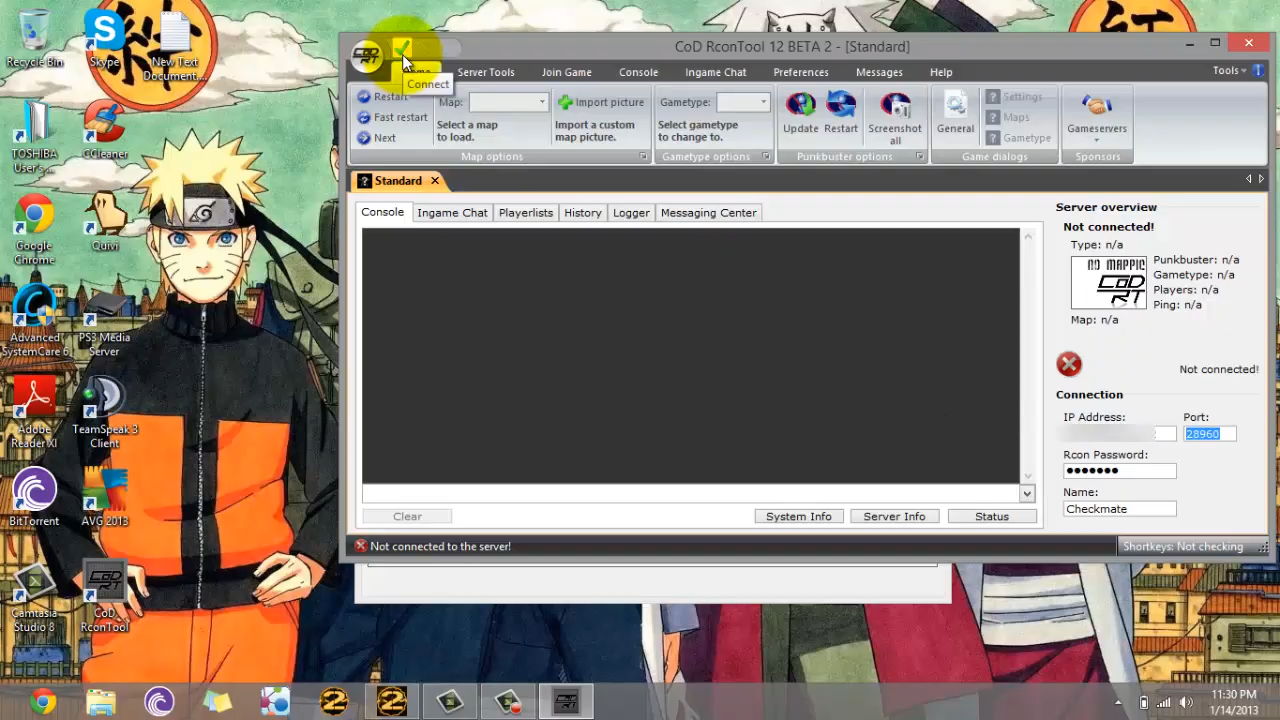 Recycle Bin
Skype
New Text
Document....
TOSHIBA
User's...
CCleaner
Google
Chrome
Quivi
Advanced
SystemCare 6
PS3 Media
Server
Adobe
Reader XI
TeamSpeak 3
Client
BitTorrent
AVG 2013
Camtasia
Studio 8
CoD
RconTool
CoD RconTool 12 BETA 2 - [Standard]
Server Tools
Join Game
Console
Ingame Chat
Preferences
Messages
Help
Tools
Connect
Restart
Fast restart
Next
Map:
Select a map
to load.
Import picture
Import a custom
map picture.
Map options
Gametype:
Select gametype
to change to.
Gametype options
Update
Restart
Screenshot
all
Punkbuster options
General
Settings
Maps
Gametype
Game dialogs
Gameservers
Sponsors
Standard
Console
Ingame Chat
Playerlists
History
Logger
Messaging Center
Clear
System Info
Server Info
Status
Server overview
Not connected!
Type: n/a
NO MAPPIC
CoD
RT
Punkbuster: n/a
Gametype: n/a
Players: n/a
Ping: n/a
Map: n/a
Not connected!
Connection
IP Address:
Port:
28960
Rcon Password:
●●●●●●●
Name:
Checkmate
Not connected to the server!
Shortkeys: Not checking
11:30 PM
1/14/2013